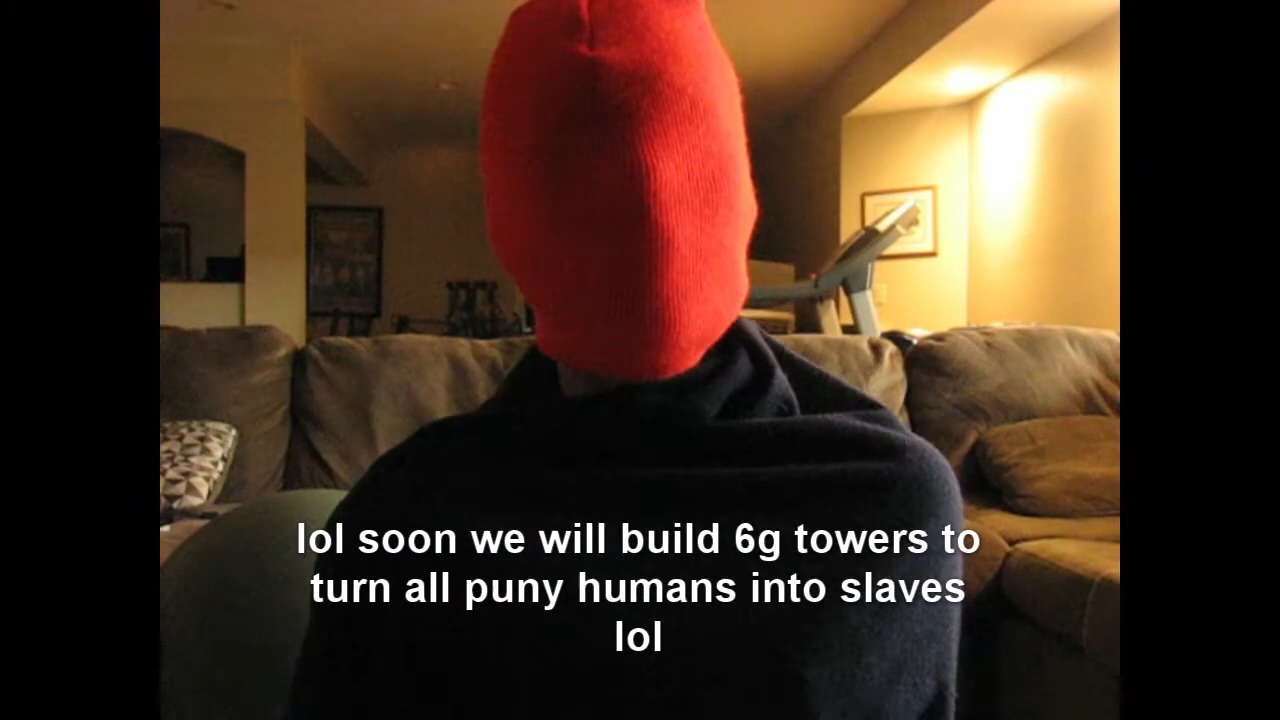 lol soon we will build 6g towers to
turn all puny humans into slaves
lol